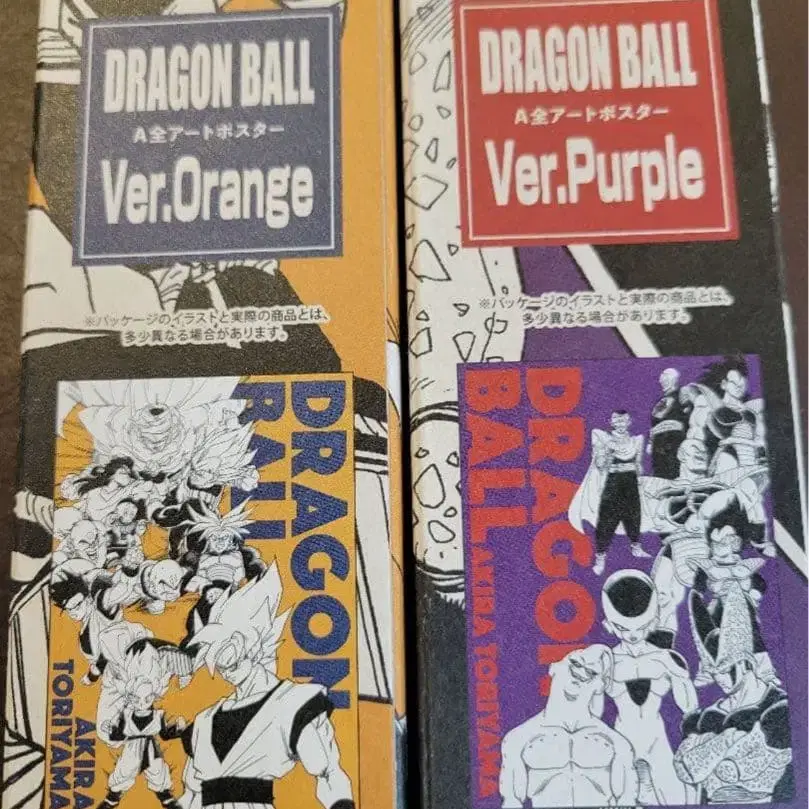 DRAGON BALL
A全アートポスター
Ver.Orange
※パッケージのイラストと実際の商品とは、
多少異なる場合があります。
DRAGON
BALL
AKIRA
TORIYAMA
DRAGON BALL
A全アートポスター
Ver.Purple
※パッケージのイラストと実際の商品とは、
多少異なる場合があります。
DRAGON
BALL AKIRA TORIYAMA